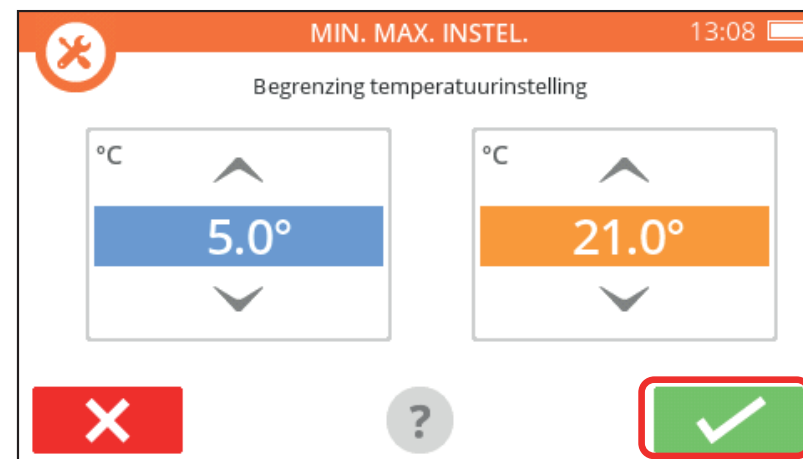 MIN. MAX. INSTEL. 13:08
Begrenzing temperatuurinstelling
°C °C
5.0° 21.0°
?